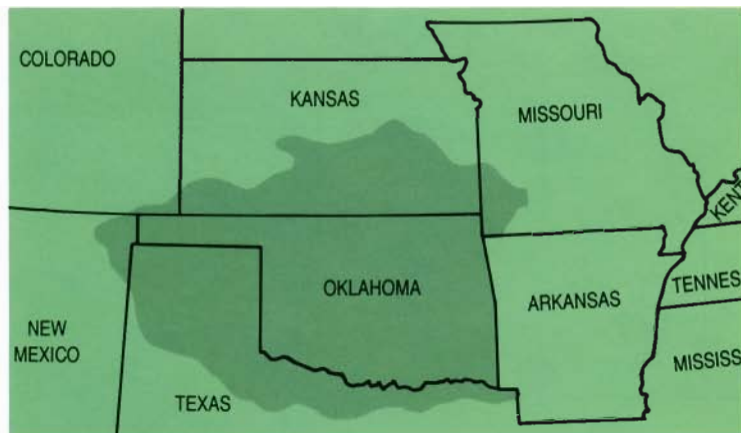 COLORADO
KANSAS
MISSOURI
KENT
OKLAHOMA
ARKANSAS
TENNES
NEW
MEXICO
MISSISS
TEXAS